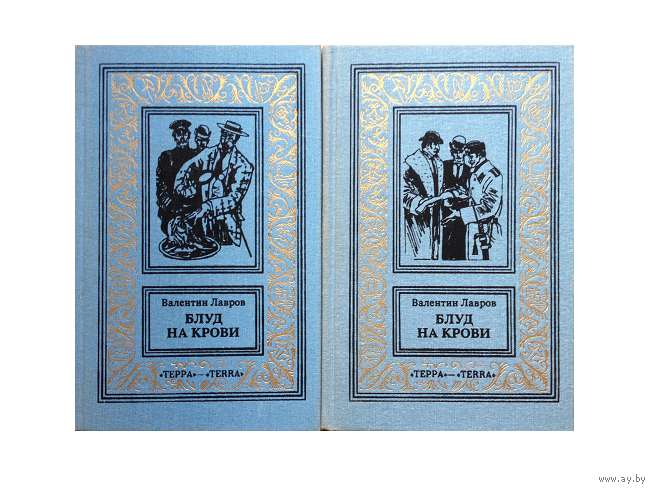 Валентин Лавров
БЛУД
НА КРОВИ
«ТЕРРА»—«TERRA»
Валентин Лавров
БЛУД
НА КРОВИ
«ТЕРРА»—«TERRA»
www.ay.by